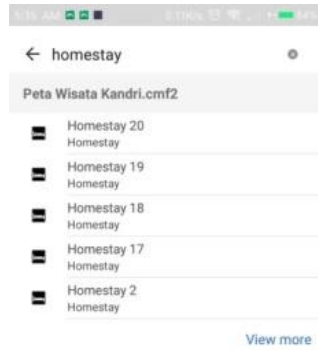 homestay
Peta Wisata Kandri.cmf2
Homestay 20
Homestay
Homestay 19
Homestay
Homestay 18
Homestay
Homestay 17
Homestay
Homestay 2
Homestay
View more